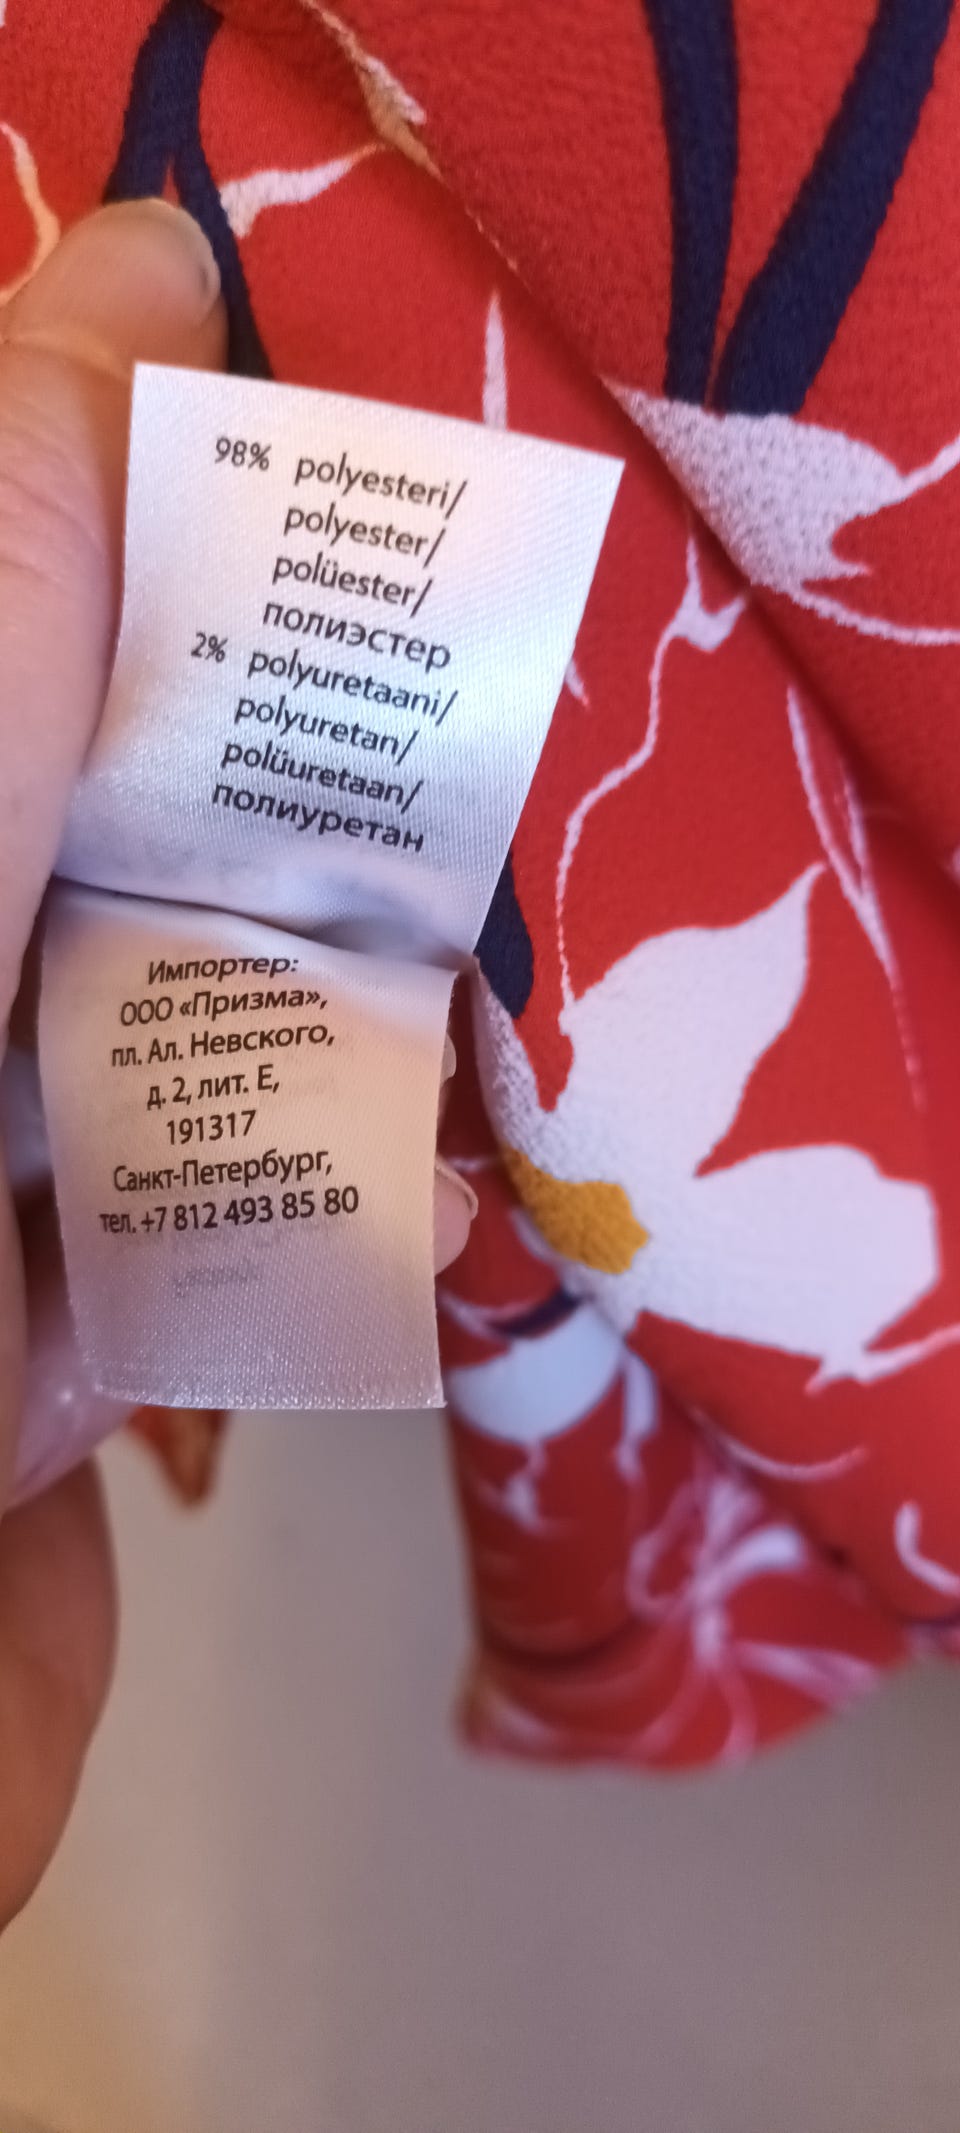 98% polyesteri/
polyester/
polüester/
полиэстер
2% polyuretaani/
polyuretan/
polüuretaan/
полиуретан
Импортер:
ООО «Призма»,
пл. Ал. Невского,
д. 2, лит. Е,
191317
Санкт-Петербург,
тел. +7 812 493 85 80